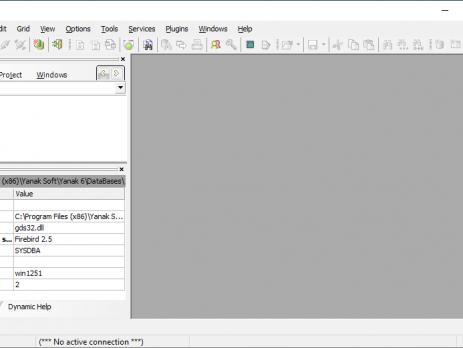 dit Grid View Options Tools Services Plugins Windows Help
Project Windows
(x86)\Yanak Soft\Yanak 6\DataBases\
Value
C:\Program Files (x86)\Yanak S...
gds32.dll
s... Firebird 2.5
SYSDBA
win1251
2
Dynamic Help
(*** No active connection ***)